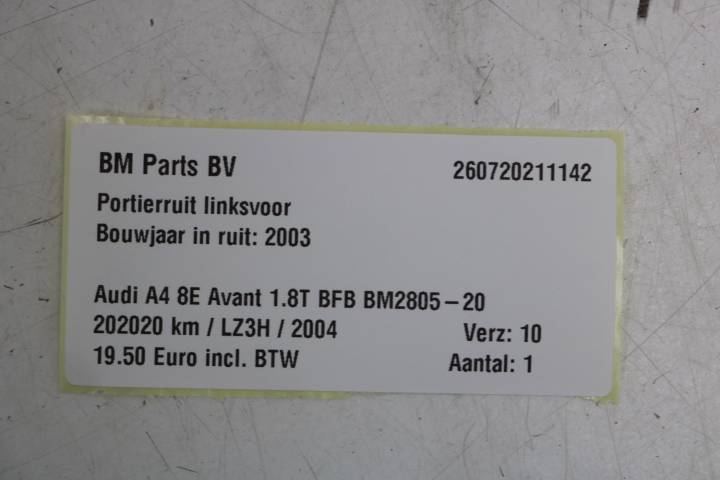 BM Parts BV 260720211142
Portierruit linksvoor
Bouwjaar in ruit: 2003
Audi A4 8E Avant 1.8T BFB BM2805-20
202020 km / LZ3H / 2004 Verz: 10
19.50 Euro incl. BTW Aantal: 1